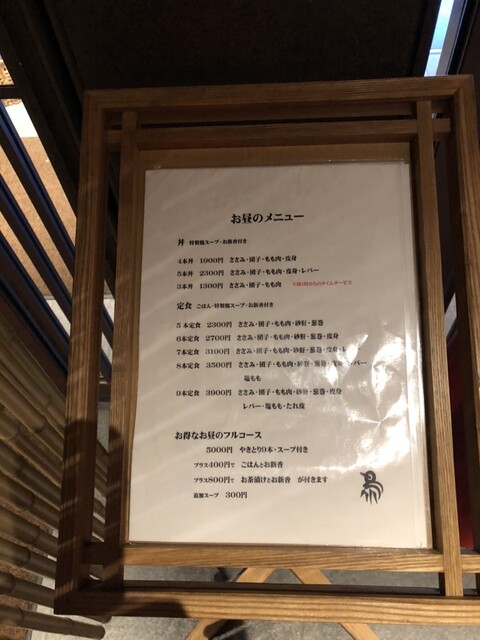 お昼のメニュー
丼 特製鶏スープ・お新香付き
4本丼 1900円 ささみ・団子・もも肉・皮身
5本丼 2300円 ささみ・団子・もも肉・皮身・レバー
3本丼 1300円 ささみ・団子・もも肉
定食 ごはん・特製鶏スープ・お新香付き
5本定食 2300円 ささみ・団子・もも肉・砂肝・葱巻
6本定食 2700円 ささみ・団子・もも肉・砂肝・葱巻・皮身
7本定食 3100円 ささみ・団子・もも肉・砂肝・葱巻・皮身・レバー
8本定食 3500円 ささみ・団子・もも肉・砂肝・葱巻・皮身・レバー
塩もも
9本定食 3900円 ささみ・団子・もも肉・砂肝・葱巻・皮身
レバー・塩もも・たれ皮
お得なお昼のフルコース
5000円 やきとり9本・スープ付き
プラス400円で ごはんとお新香
プラス800円で お茶漬けとお新香 が付きます
追加スープ 300円